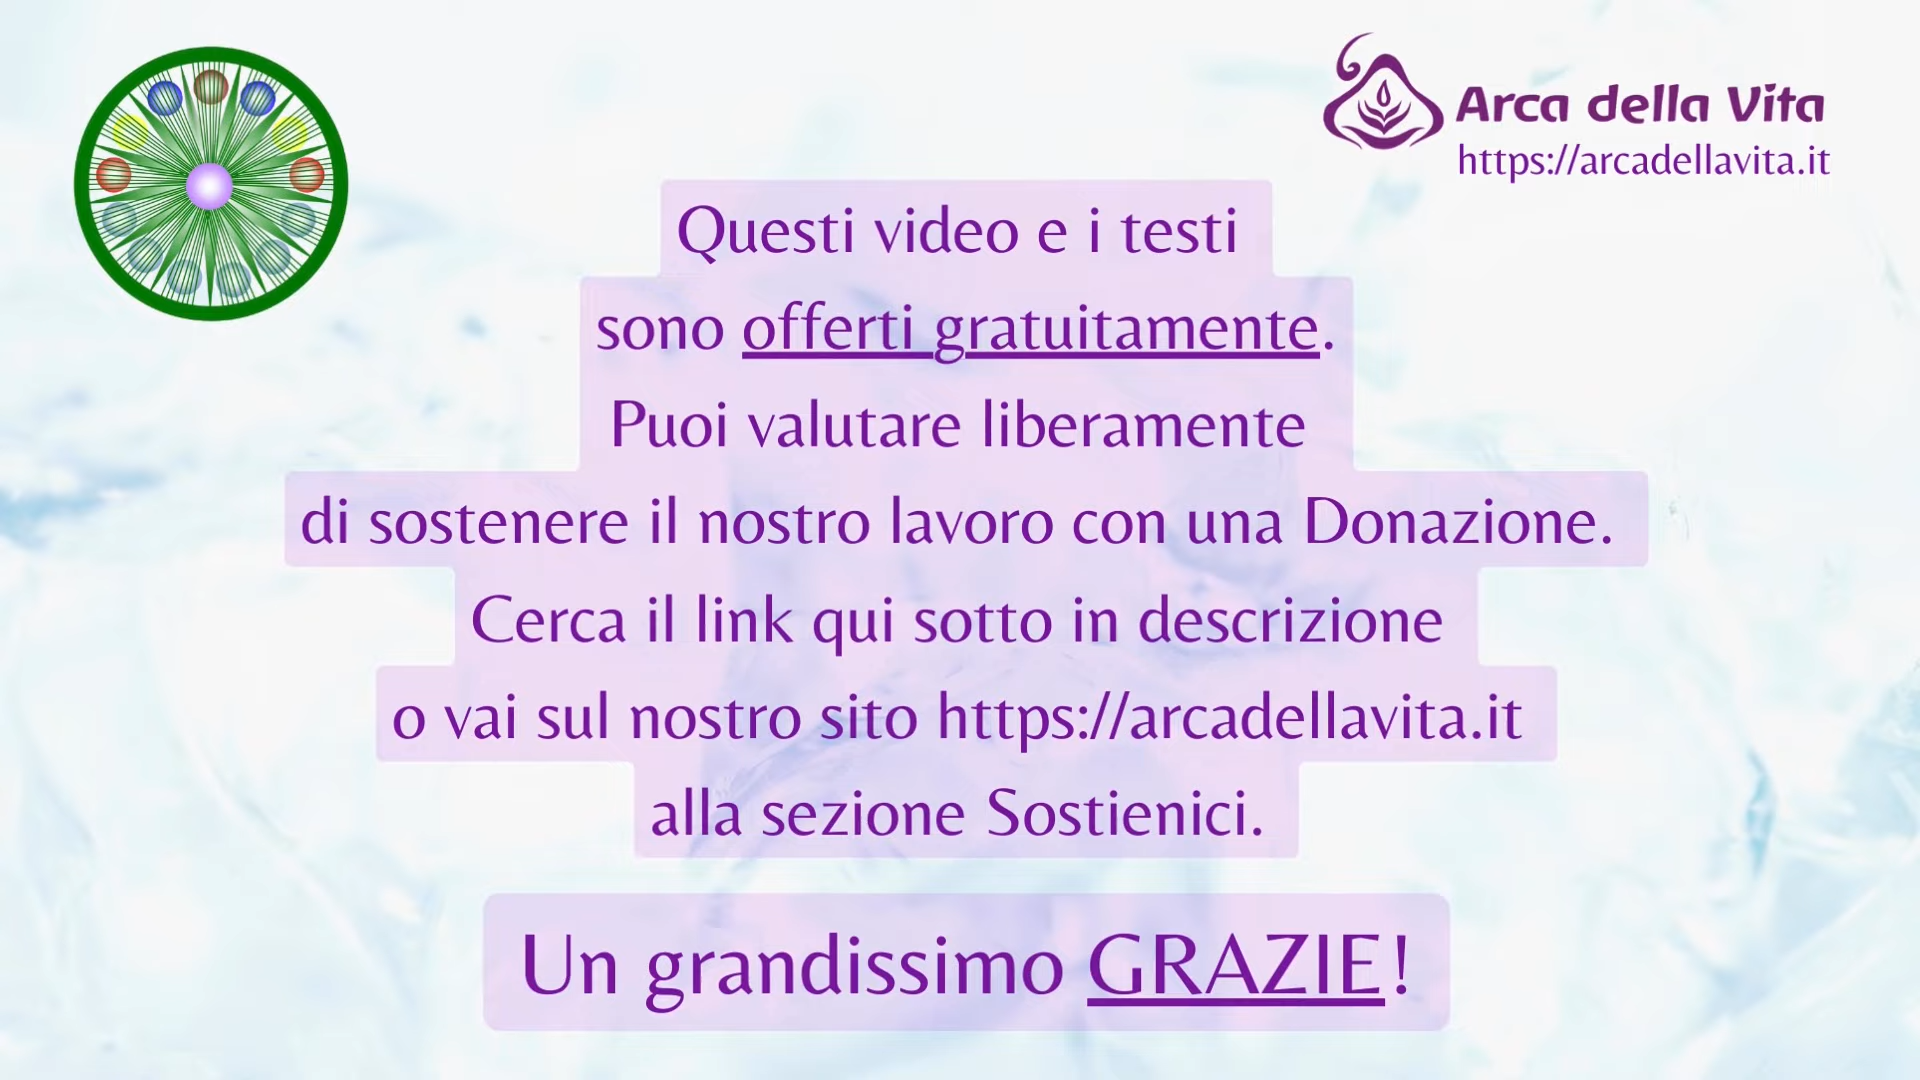 Arca della Vita
https://arcadellavita.it
Questi video e i testi
sono offerti gratuitamente.
Puoi valutare liberamente
di sostenere il nostro lavoro con una Donazione.
Cerca il link qui sotto in descrizione
o vai sul nostro sito https://arcadellavita.it
alla sezione Sostienici.
Un grandissimo GRAZIE!